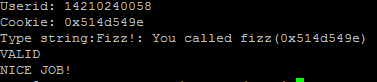 Userid: 14210240058
Cookie: 0x514d549e
Type string:Fizz!: You called fizz(0x514d549e)
VALID
NICE JOB!